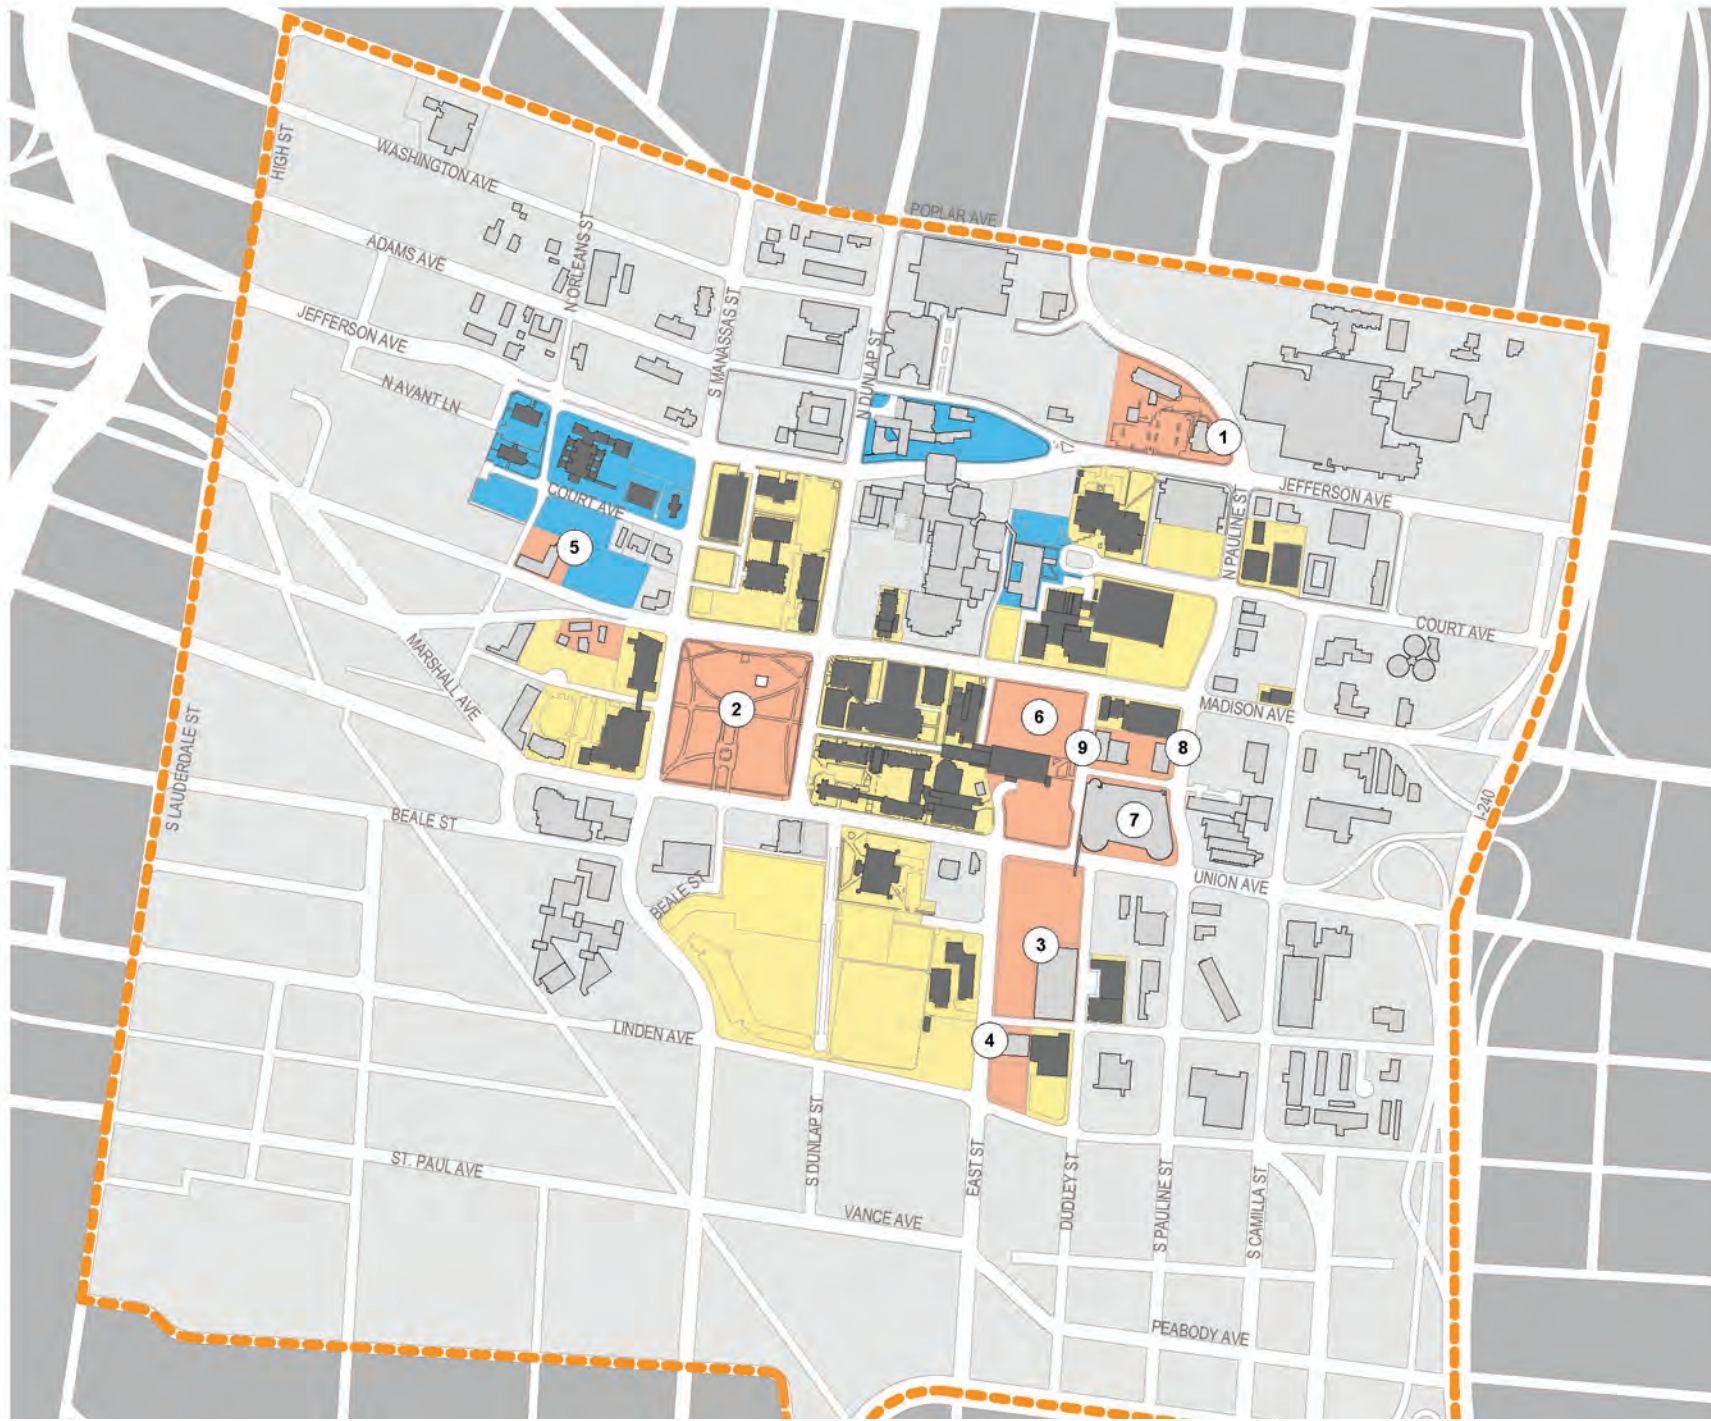 POPLAR AVE
HIGH ST
WASHINGTON AVE
N ORLEANS ST
ADAMS AVE
S MANASSAS ST
JEFFERSON AVE
N DUNLAP ST
N AVANT LN
1
JEFFERSON AVE
COURT AVE
N PAULINE ST
5
COURT AVE
MARSHALL AVE
2
6
MADISON AVE
9
8
S LAUDERDALE ST
I-240
BEALE ST
7
BEALE ST
UNION AVE
3
LINDEN AVE
4
S DUNLAP ST
ST. PAUL AVE
EAST ST
DUDLEY ST
S PAULINE ST
S CAMILLA ST
VANCE AVE
PEABODY AVE